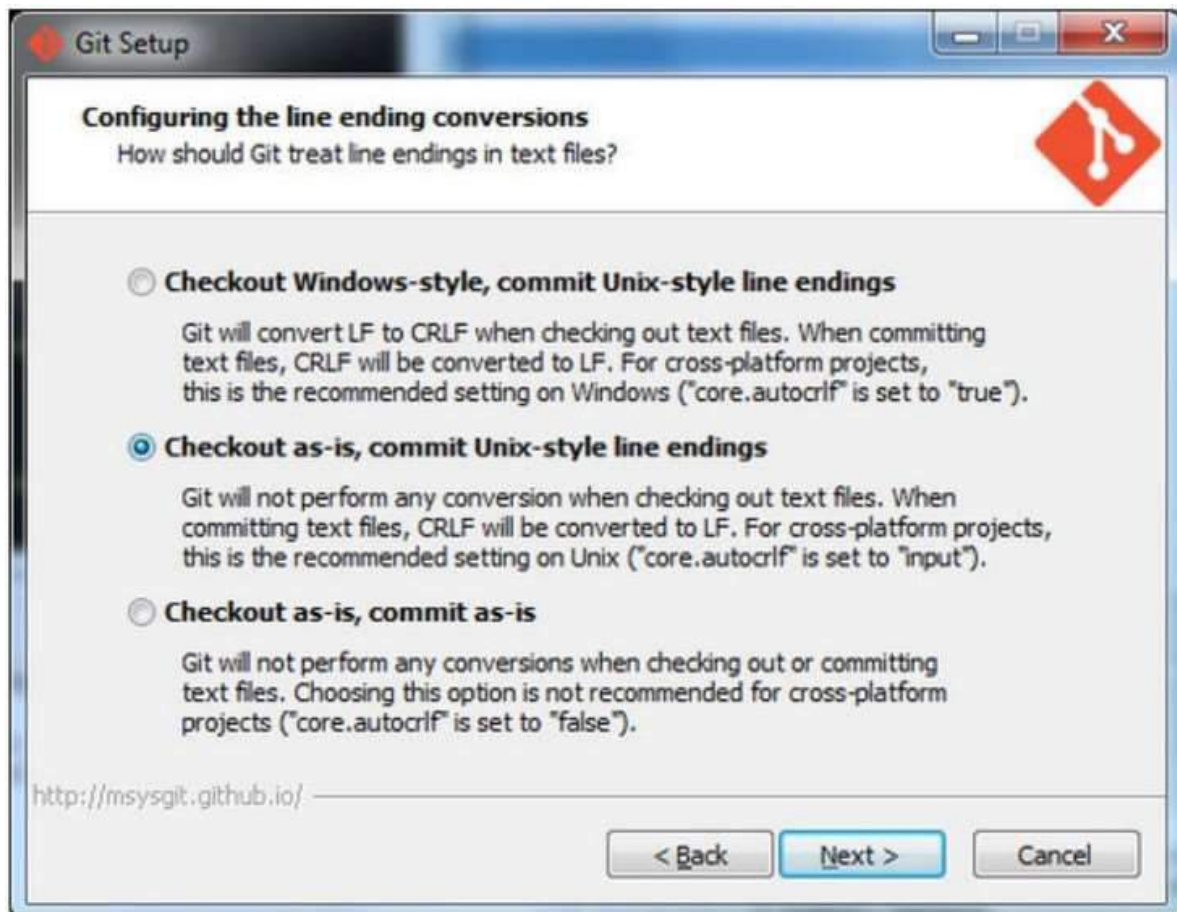 Git Setup
Configuring the line ending conversions
How should Git treat line endings in text files?
Checkout Windows-style, commit Unix-style line endings
Git will convert LF to CRLF when checking out text files. When committing
text files, CRLF will be converted to LF. For cross-platform projects,
this is the recommended setting on Windows ("core.autocrlf" is set to "true").
Checkout as-is, commit Unix-style line endings
Git will not perform any conversion when checking out text files. When
committing text files, CRLF will be converted to LF. For cross-platform projects,
this is the recommended setting on Unix ("core.autocrlf" is set to "input").
Checkout as-is, commit as-is
Git will not perform any conversions when checking out or committing
text files. Choosing this option is not recommended for cross-platform
projects ("core.autocrlf" is set to "false").
http://msysgit.github.io/
< Back Next > Cancel